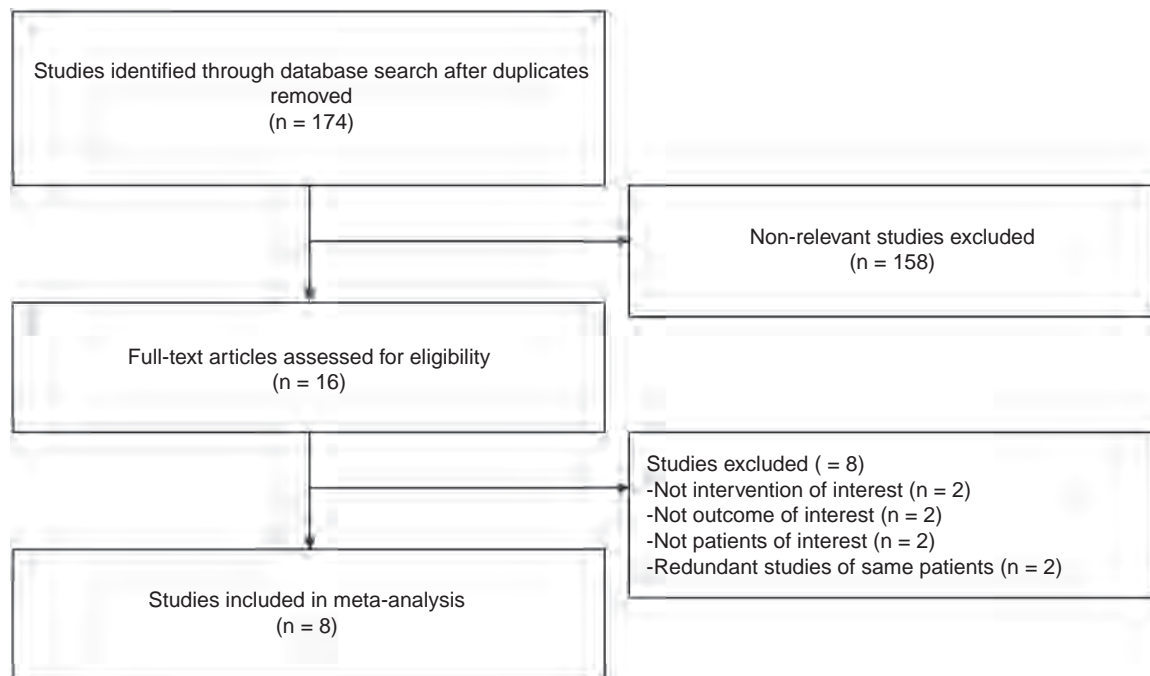 Studies identified through database search after duplicates
removed
(n = 174)
Non-relevant studies excluded
(n = 158)
Full-text articles assessed for eligibility
(n = 16)
Studies excluded ( = 8)
-Not intervention of interest (n = 2)
-Not outcome of interest (n = 2)
-Not patients of interest (n = 2)
-Redundant studies of same patients (n = 2)
Studies included in meta-analysis
(n = 8)